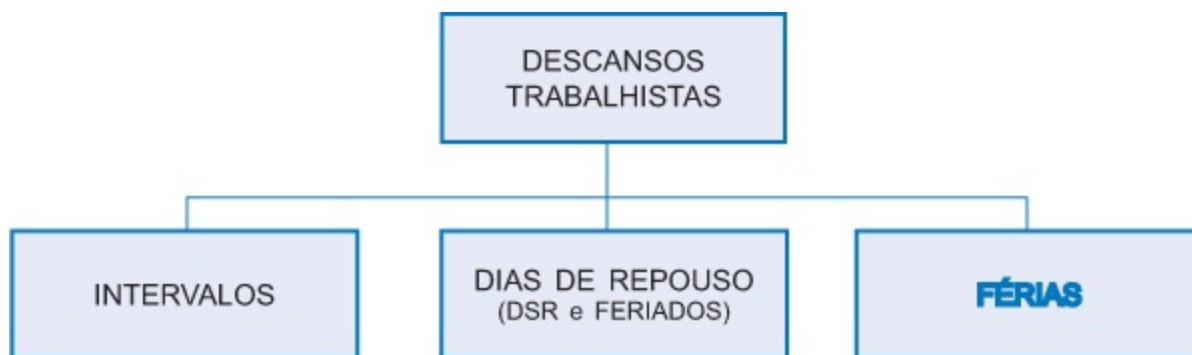 DESCANSOS
TRABALHISTAS
INTERVALOS
DIAS DE REPOUSO
(DSR e FERIADOS)
FÉRIAS